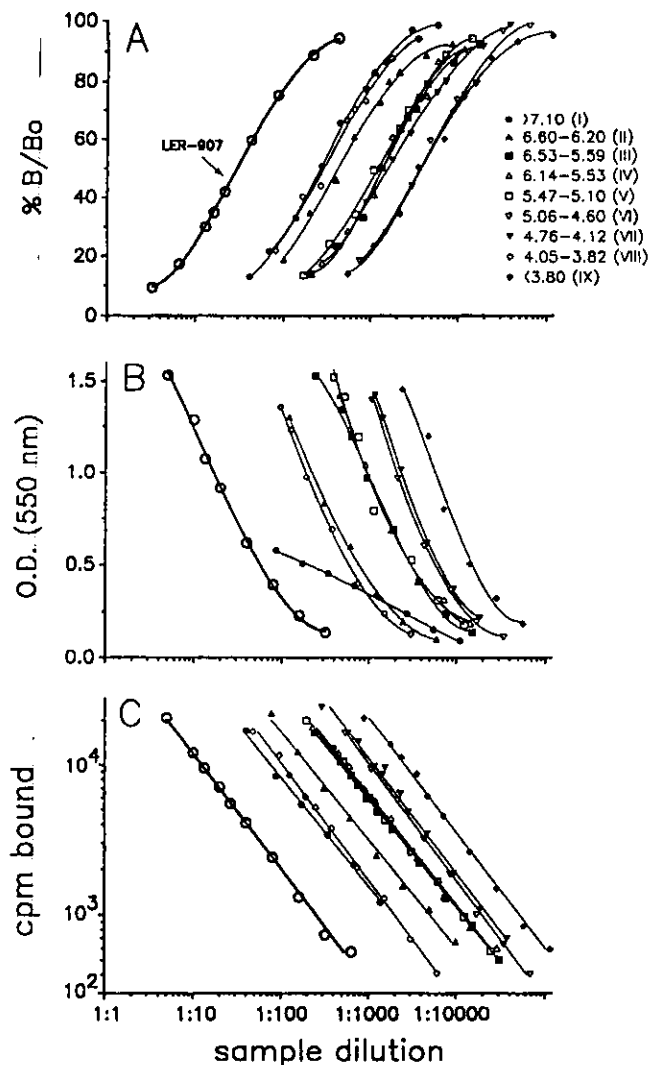 A
100
80
60
40
20
0
% B/Bo
LER-907
)7.10 (I)
6.60-6.20 (II)
6.53-5.59 (III)
6.14-5.53 (IV)
5.47-5.10 (V)
5.06-4.60 (VI)
4.76-4.12 (VII)
4.05-3.82 (VIII)
(3.80 (IX)
B
1.5
1.0
0.5
0.0
O.D. (550 nm)
C
10⁴
10³
10²
cpm bound
1:1 1:10 1:100 1:1000 1:10000
sample dilution